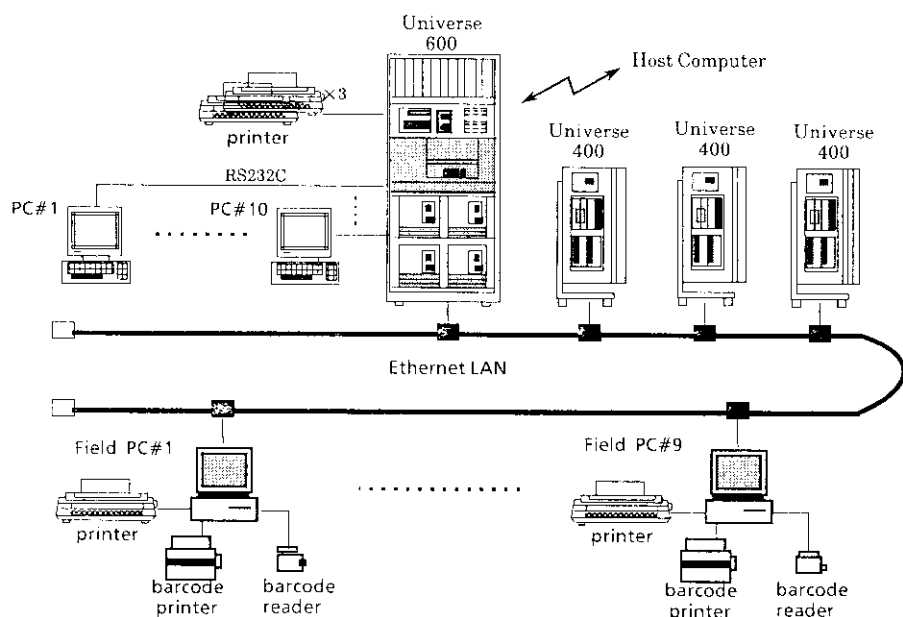 Universe
600
Host Computer
×3
printer
Universe
400
Universe
400
Universe
400
RS232C
PC#1
PC#10
Ethernet LAN
Field PC#1
Field PC#9
printer
printer
barcode
printer
barcode
reader
barcode
printer
barcode
reader